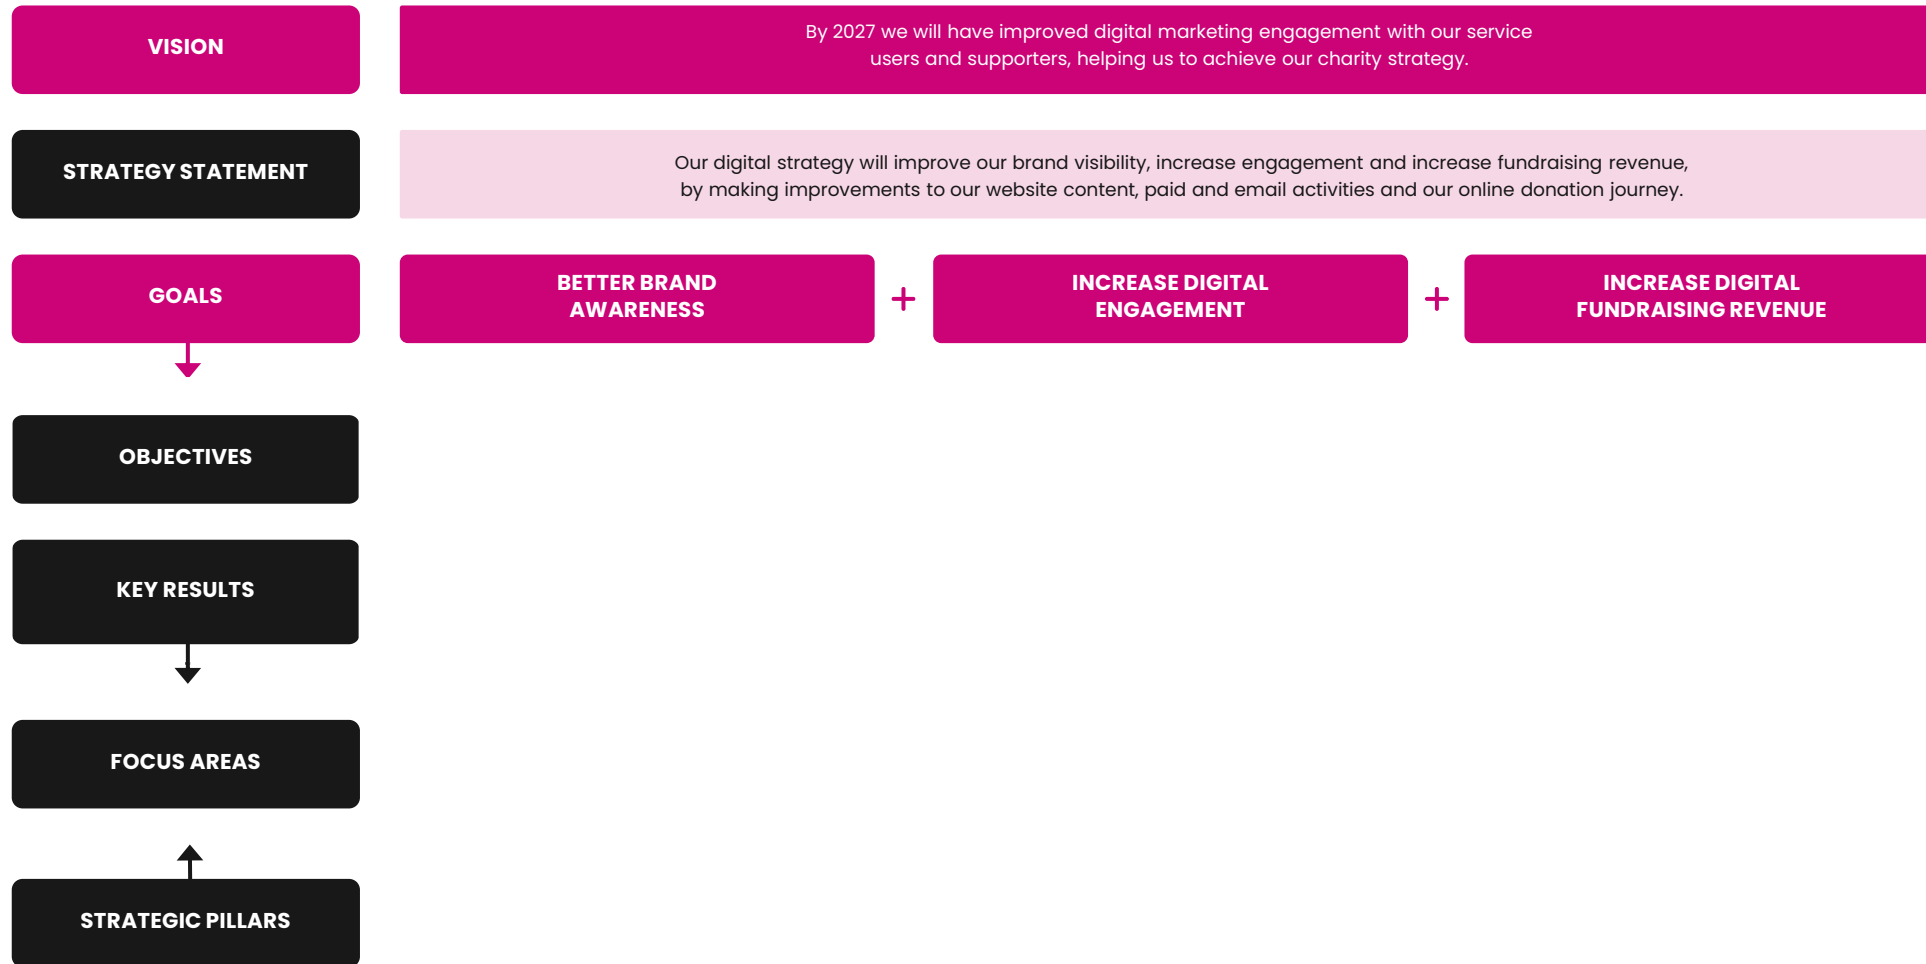 VISION
By 2027 we will have improved digital marketing engagement with our service
users and supporters, helping us to achieve our charity strategy.
STRATEGY STATEMENT
Our digital strategy will improve our brand visibility, increase engagement and increase fundraising revenue,
by making improvements to our website content, paid and email activities and our online donation journey.
GOALS
BETTER BRAND
AWARENESS
+
INCREASE DIGITAL
ENGAGEMENT
+
INCREASE DIGITAL
FUNDRAISING REVENUE
OBJECTIVES
KEY RESULTS
FOCUS AREAS
STRATEGIC PILLARS